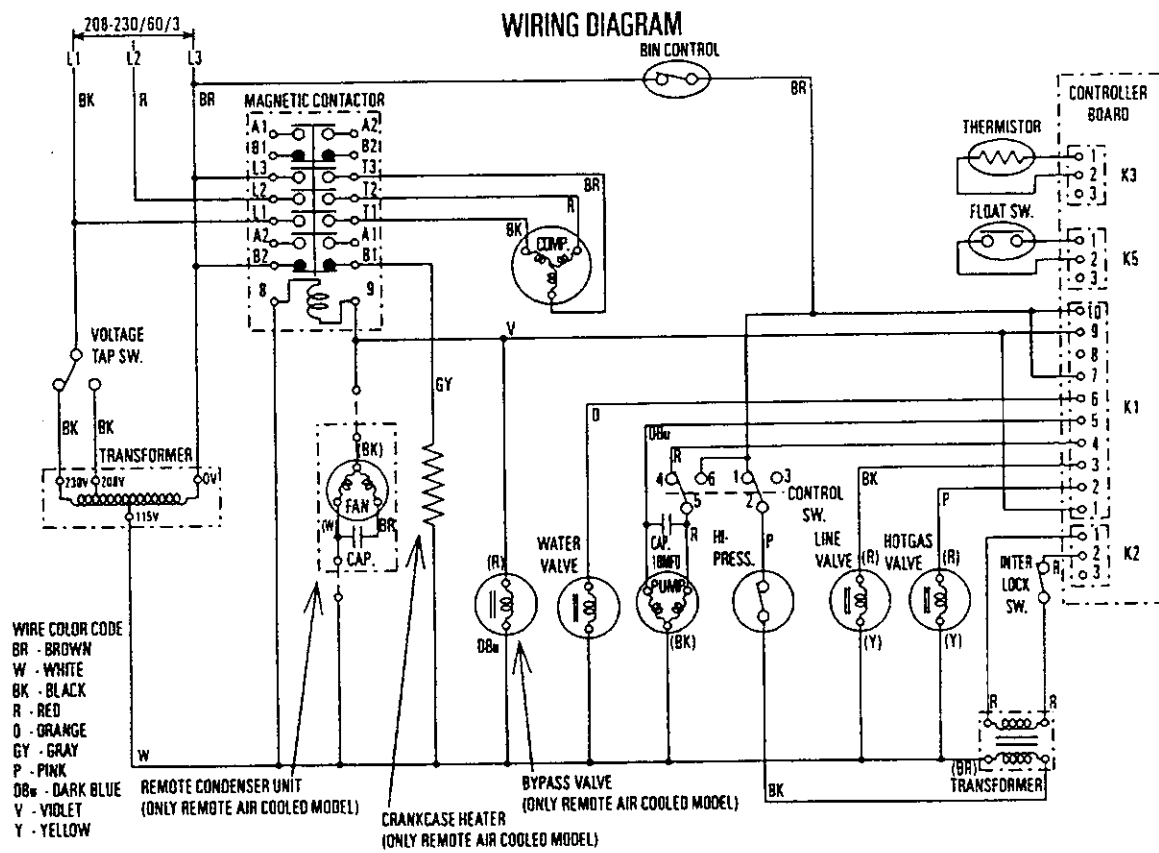 WIRING DIAGRAM
208-230/60/3
L1 L2 L3
BK R BR
BIN CONTROL
BR
MAGNETIC CONTACTOR
A1 A2
B1 B2
L3 T3
L2 T2
L1 T1
A2 A1
B2 B1
8 9
BR
R
BK
COMP.
CONTROLLER
BOARD
THERMISTOR
1
2
3
K3
FLOAT SW.
1
2
3
K5
10
9
8
7
6
5
4
3
2
1
K1
1
2
3
K2
VOLTAGE
TAP SW.
BK BK
TRANSFORMER
230V 208V 0V
115V
V
GY
(BK)
FAN
(W) BR
CAP.
O
DBu
R
4 6 1 3
5 2
CONTROL
SW.
BK
P
CAP.
(8MFD)
R
HI-
PRESS.
P
WATER
VALVE
PUMP
(BK)
(R)
DBu
LINE
VALVE
(R)
(Y)
HOTGAS
VALVE
(R)
(Y)
INTER
LOCK
SW.
R
R R
(BR)
TRANSFORMER
BK
W
WIRE COLOR CODE
BR - BROWN
W - WHITE
BK - BLACK
R - RED
O - ORANGE
GY - GRAY
P - PINK
DBu - DARK BLUE
V - VIOLET
Y - YELLOW
REMOTE CONDENSER UNIT
(ONLY REMOTE AIR COOLED MODEL)
CRANKCASE HEATER
(ONLY REMOTE AIR COOLED MODEL)
BYPASS VALVE
(ONLY REMOTE AIR COOLED MODEL)